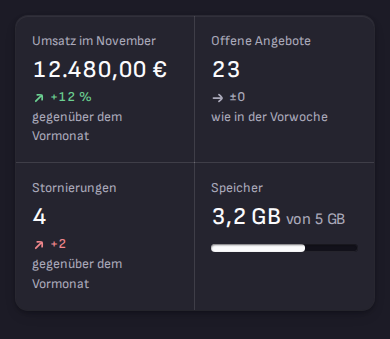 Umsatz im November
12.480,00 €
↗ +12 %
gegenüber dem
Vormonat
Offene Angebote
23
→ ±0
wie in der Vorwoche
Stornierungen
4
↗ +2
gegenüber dem
Vormonat
Speicher
3,2 GB von 5 GB